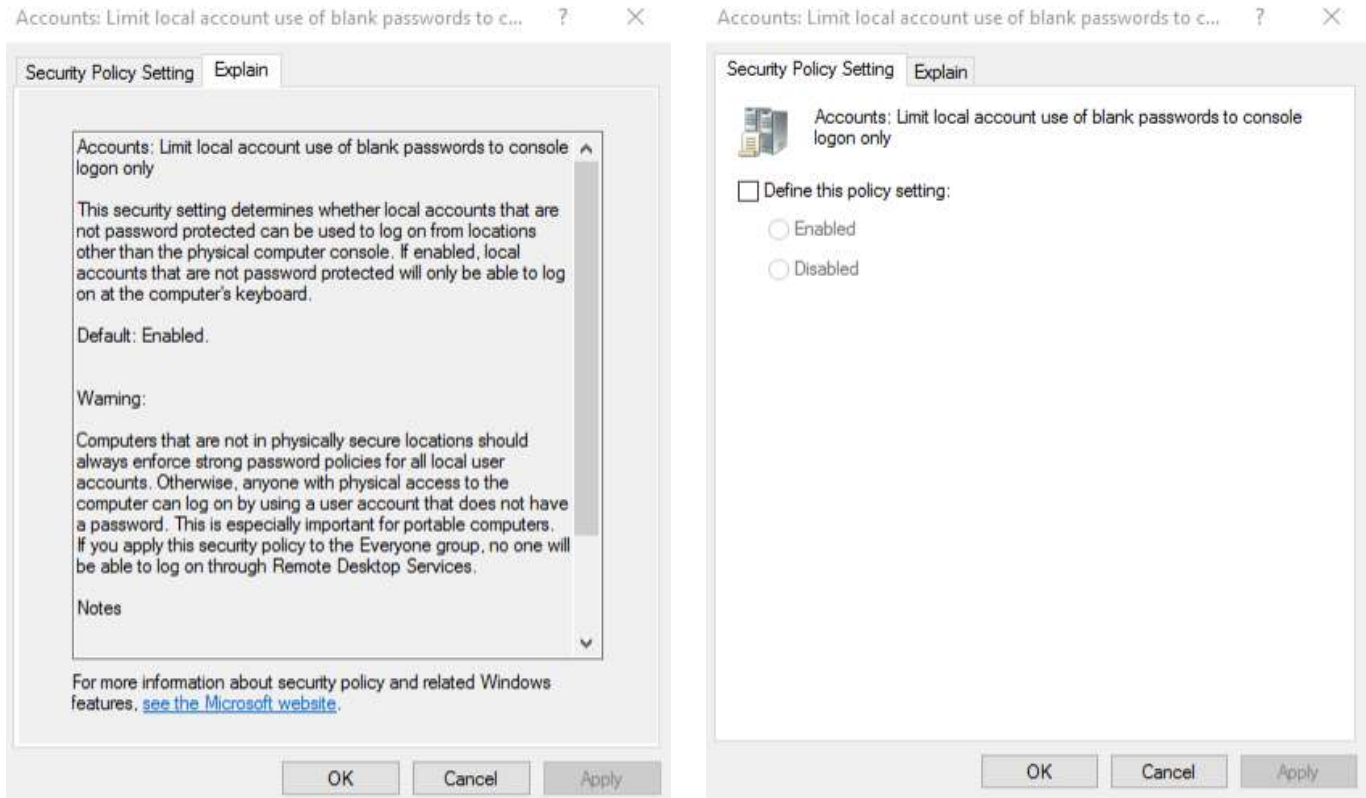 Accounts: Limit local account use of blank passwords to c... ? ×
Security Policy Setting Explain
Accounts: Limit local account use of blank passwords to console
logon only
This security setting determines whether local accounts that are
not password protected can be used to log on from locations
other than the physical computer console. If enabled, local
accounts that are not password protected will only be able to log
on at the computer's keyboard.
Default: Enabled.
Warning:
Computers that are not in physically secure locations should
always enforce strong password policies for all local user
accounts. Otherwise, anyone with physical access to the
computer can log on by using a user account that does not have
a password. This is especially important for portable computers.
If you apply this security policy to the Everyone group, no one will
be able to log on through Remote Desktop Services.
Notes
For more information about security policy and related Windows
features, see the Microsoft website.
OK Cancel Apply
Accounts: Limit local account use of blank passwords to c... ? ×
Security Policy Setting Explain
Accounts: Limit local account use of blank passwords to console
logon only
Define this policy setting:
Enabled
Disabled
OK Cancel Apply